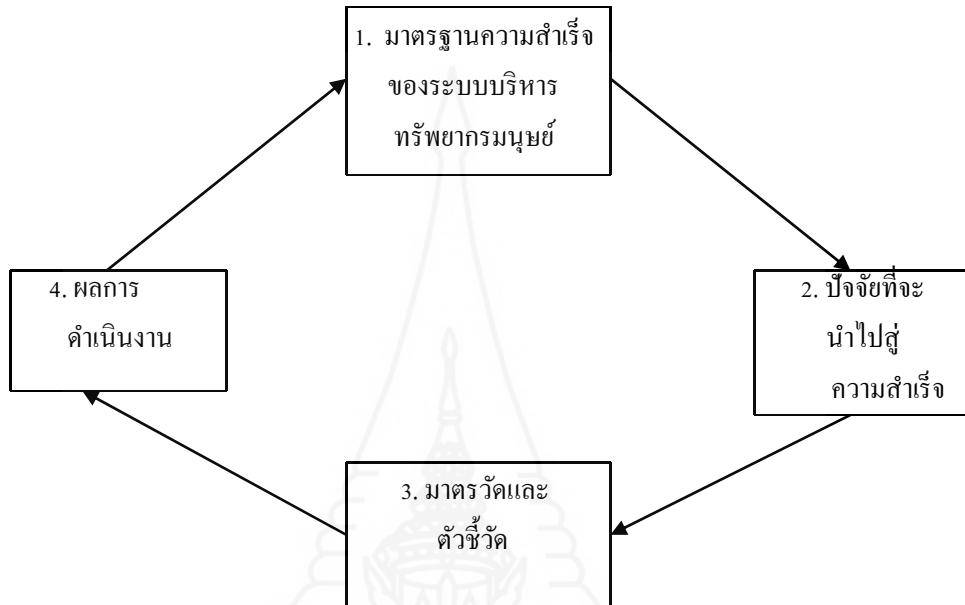 1. มาตรฐานความสำเร็จ
ของระบบบริหาร
ทรัพยากรมนุษย์
2. ปัจจัยที่จะ
นำไปสู่
ความสำเร็จ
3. มาตรวัดและ
ตัวชี้วัด
4. ผลการ
ดำเนินงาน